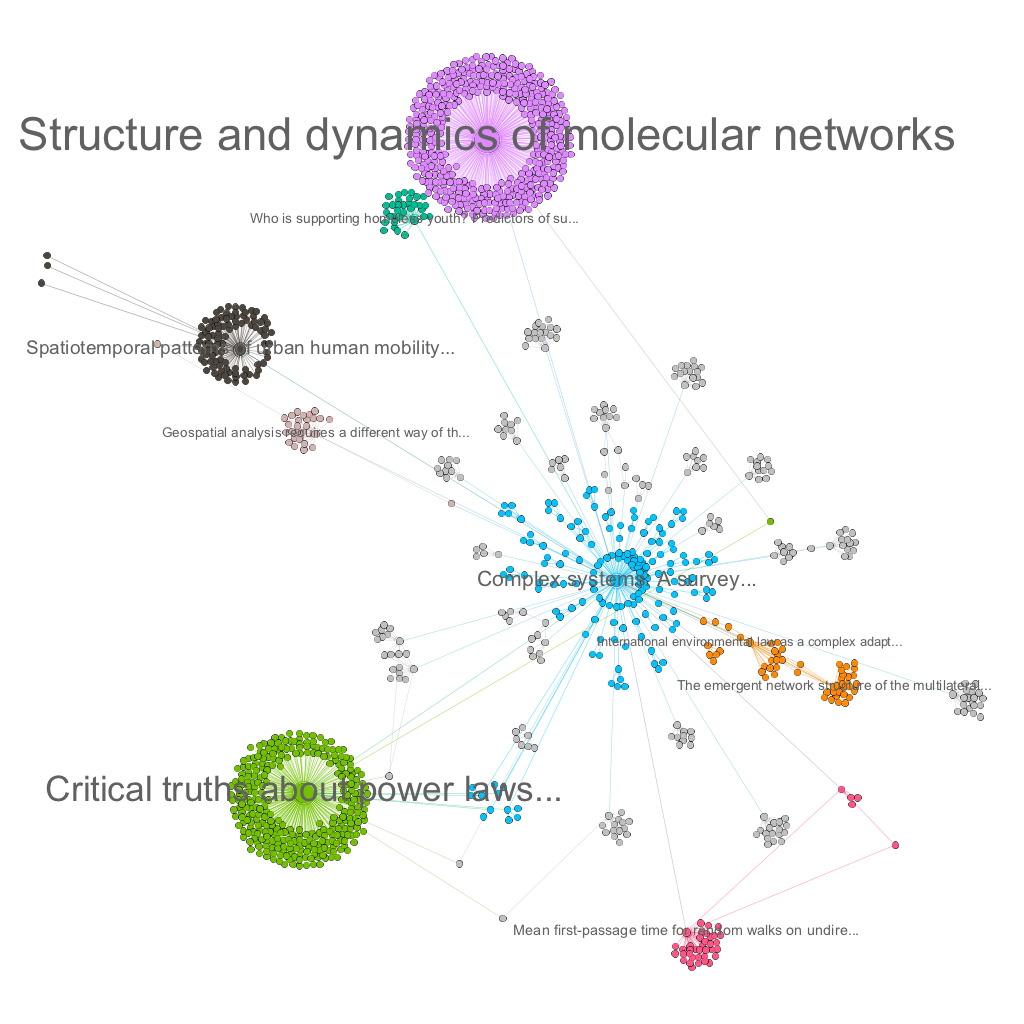 Structure and dynamics of molecular networks
Who is supporting homeless youth? Predictors of su...
Spatiotemporal patterns of urban human mobility...
Geospatial analysis requires a different way of th...
Complex systems: A survey...
International environmental law as a complex adapt...
The emergent network structure of the multilateral...
Critical truths about power laws...
Mean first-passage time for random walks on undire...